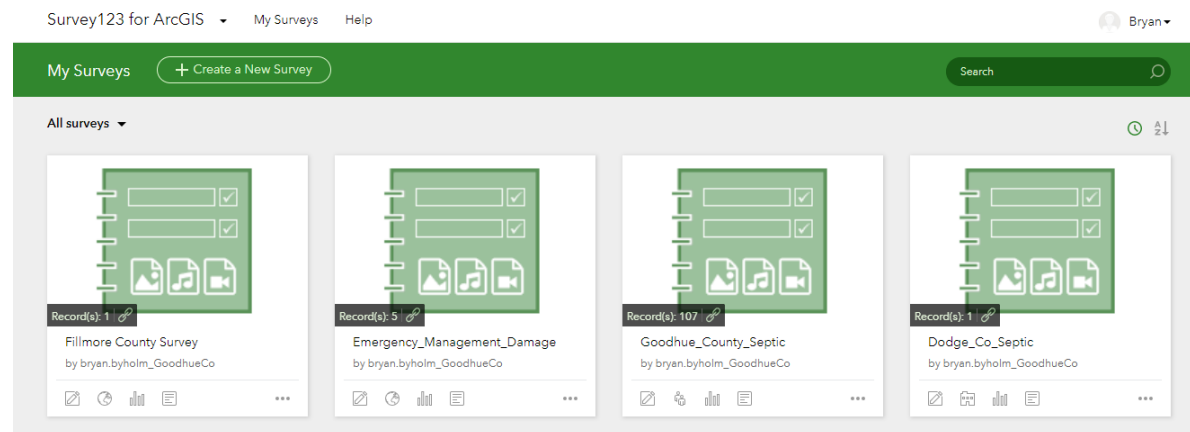 Survey123 for ArcGIS My Surveys Help Bryan
My Surveys + Create a New Survey Search
All surveys
Record(s): 1 Record(s): 5 Record(s): 107 Record(s): 1
Fillmore County Survey Emergency_Management_Damage Goodhue_County_Septic Dodge_Co_Septic
by bryan.byholm_GoodhueCo by bryan.byholm_GoodhueCo by bryan.byholm_GoodhueCo by bryan.byholm_GoodhueCo